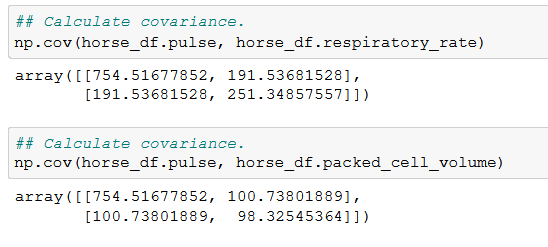 ## Calculate covariance.
np.cov(horse_df.pulse, horse_df.respiratory_rate)
array([[754.51677852, 191.53681528],
       [191.53681528, 251.34857557]])
## Calculate covariance.
np.cov(horse_df.pulse, horse_df.packed_cell_volume)
array([[754.51677852, 100.73801889],
       [100.73801889,  98.32545364]])